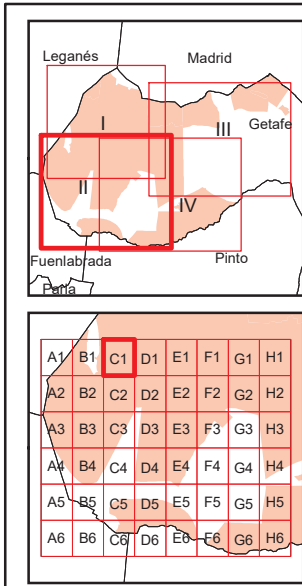 Leganés
Madrid
I
III
Getafe
II
IV
Fuenlabrada
Pinto
Parla
A1 B1 C1 D1 E1 F1 G1 H1
A2 B2 C2 D2 E2 F2 G2 H2
A3 B3 C3 D3 E3 F3 G3 H3
A4 B4 C4 D4 E4 F4 G4 H4
A5 B5 C5 D5 E5 F5 G5 H5
A6 B6 C6 D6 E6 F6 G6 H6